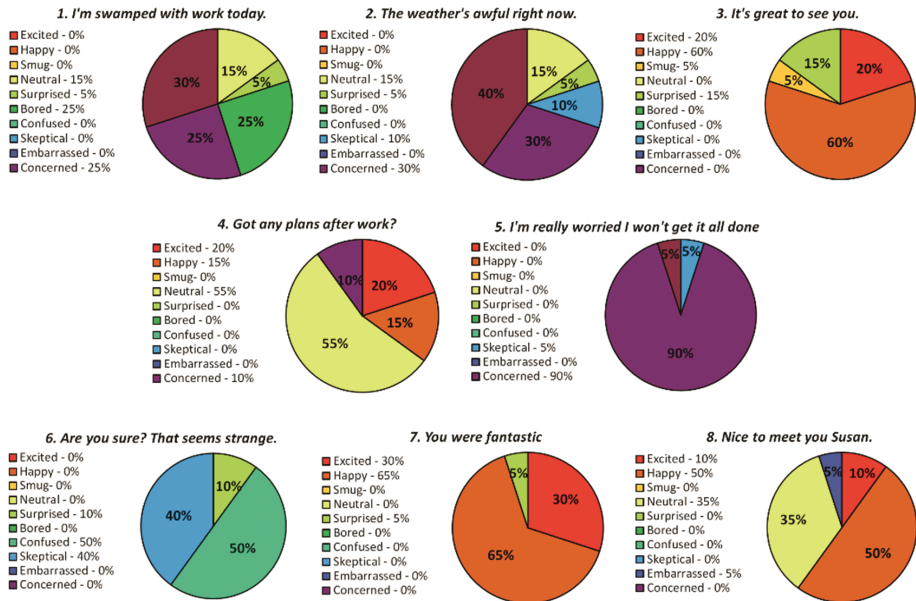 1. I'm swamped with work today.
Excited - 0%
Happy - 0%
Smug- 0%
Neutral - 15%
Surprised - 5%
Bored - 25%
Confused - 0%
Skeptical - 0%
Embarrassed - 0%
Concerned - 25%
30%
15%
5%
25%
25%
2. The weather's awful right now.
Excited - 0%
Happy - 0%
Smug- 0%
Neutral - 15%
Surprised - 5%
Bored - 0%
Confused - 0%
Skeptical - 10%
Embarrassed - 0%
Concerned - 30%
40%
15%
5%
10%
30%
3. It's great to see you.
Excited - 20%
Happy - 60%
Smug - 5%
Neutral - 0%
Surprised - 15%
Bored - 0%
Confused - 0%
Skeptical - 0%
Embarrassed - 0%
Concerned - 0%
15%
20%
5%
60%
4. Got any plans after work?
Excited - 20%
Happy - 15%
Smug- 0%
Neutral - 55%
Surprised - 0%
Bored - 0%
Confused - 0%
Skeptical - 0%
Embarrassed - 0%
Concerned - 10%
10%
20%
15%
55%
5. I'm really worried I won't get it all done
Excited - 0%
Happy - 0%
Smug- 0%
Neutral - 0%
Surprised - 0%
Bored - 0%
Confused - 0%
Skeptical - 5%
Embarrassed - 0%
Concerned - 90%
5%
5%
90%
6. Are you sure? That seems strange.
Excited - 0%
Happy - 0%
Smug- 0%
Neutral - 0%
Surprised - 10%
Bored - 0%
Confused - 50%
Skeptical - 40%
Embarrassed - 0%
Concerned - 0%
10%
40%
50%
7. You were fantastic
Excited - 30%
Happy - 65%
Smug- 0%
Neutral - 0%
Surprised - 5%
Bored - 0%
Confused - 0%
Skeptical - 0%
Embarrassed - 0%
Concerned - 0%
5%
30%
65%
8. Nice to meet you Susan.
Excited - 10%
Happy - 50%
Smug- 0%
Neutral - 35%
Surprised - 0%
Bored - 0%
Confused - 0%
Skeptical - 0%
Embarrassed - 5%
Concerned - 0%
5%
10%
35%
50%